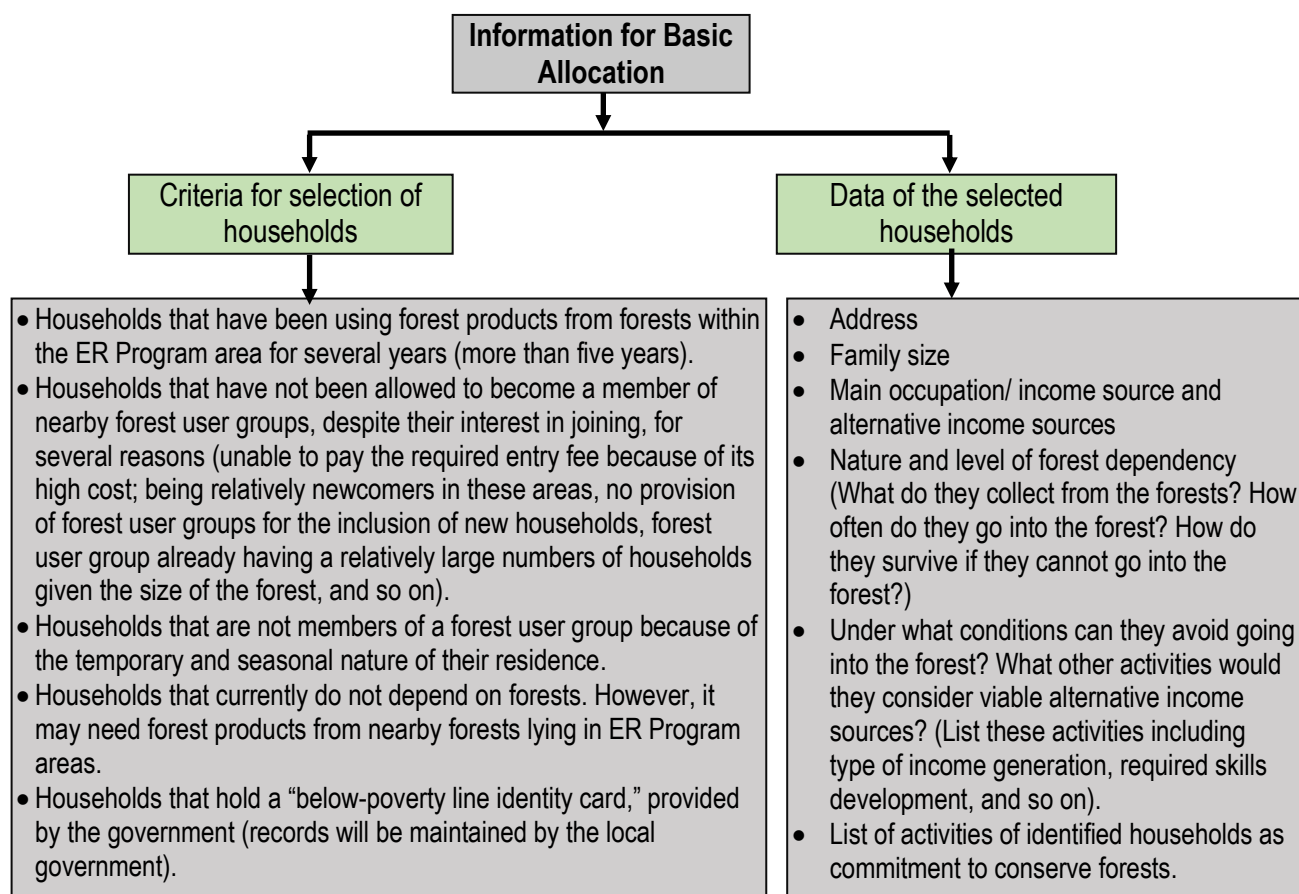 Information for Basic
Allocation
Criteria for selection of
households
Data of the selected
households
• Households that have been using forest products from forests within
the ER Program area for several years (more than five years).
• Households that have not been allowed to become a member of
nearby forest user groups, despite their interest in joining, for
several reasons (unable to pay the required entry fee because of its
high cost; being relatively newcomers in these areas, no provision
of forest user groups for the inclusion of new households, forest
user group already having a relatively large numbers of households
given the size of the forest, and so on).
• Households that are not members of a forest user group because of
the temporary and seasonal nature of their residence.
• Households that currently do not depend on forests. However, it
may need forest products from nearby forests lying in ER Program
areas.
• Households that hold a “below-poverty line identity card,” provided
by the government (records will be maintained by the local
government).
• Address
• Family size
• Main occupation/ income source and
alternative income sources
• Nature and level of forest dependency
(What do they collect from the forests? How
often do they go into the forest? How do
they survive if they cannot go into the
forest?)
• Under what conditions can they avoid going
into the forest? What other activities would
they consider viable alternative income
sources? (List these activities including
type of income generation, required skills
development, and so on).
• List of activities of identified households as
commitment to conserve forests.